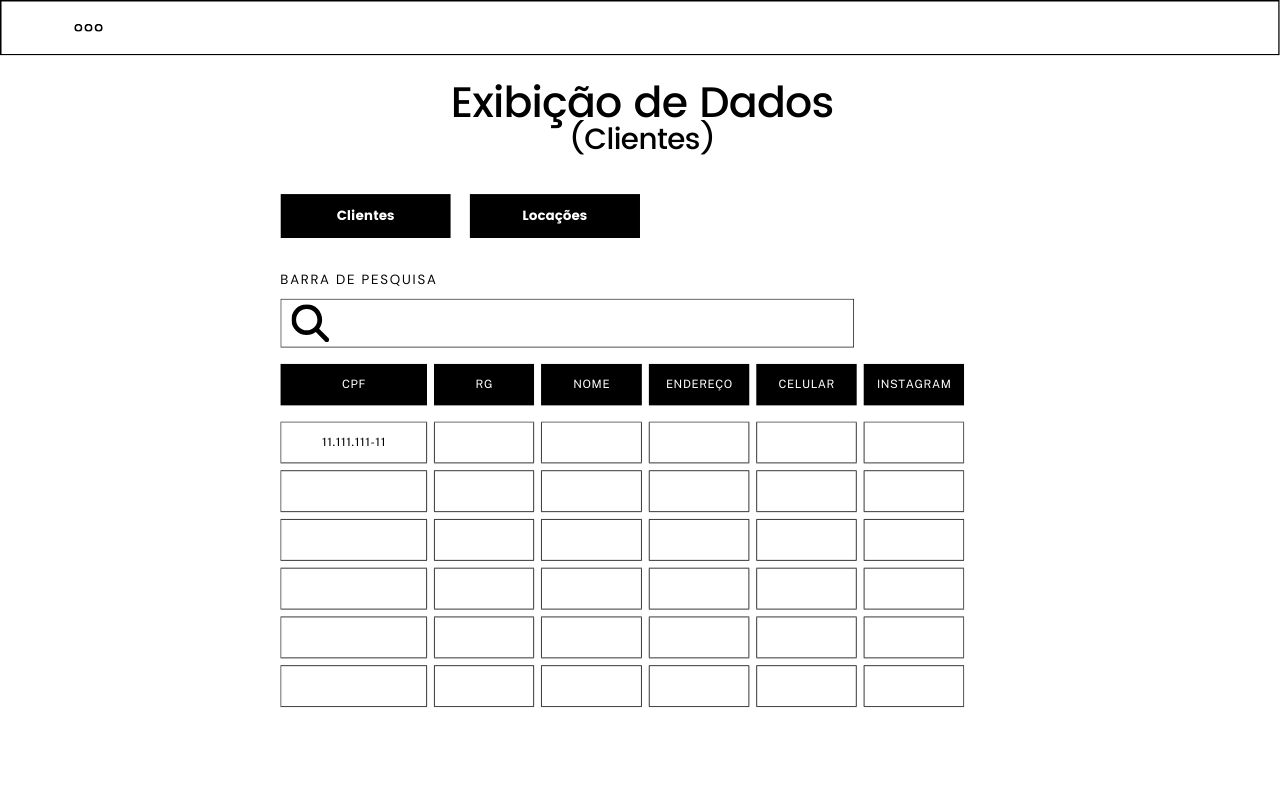 Exibição de Dados
(Clientes)
Clientes Locações
BARRA DE PESQUISA
CPF RG NOME ENDEREÇO CELULAR INSTAGRAM
11.111.111-11